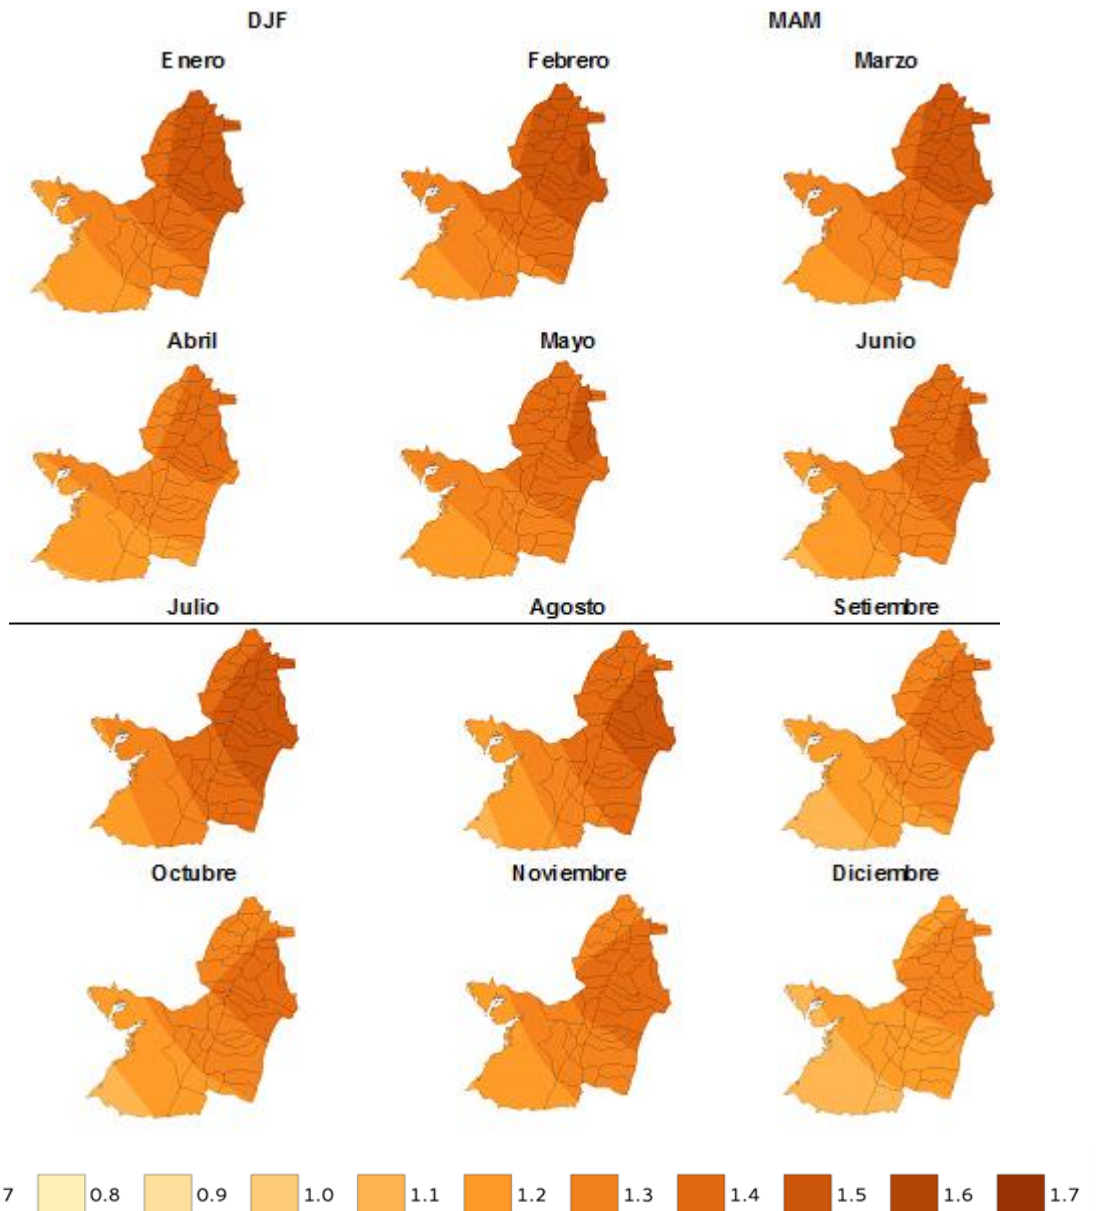 DJF MAM
Enero Febrero Marzo
Abril Mayo Junio
Julio Agosto Setiembre
Octubre Noviembre Diciembre
7 0.8 0.9 1.0 1.1 1.2 1.3 1.4 1.5 1.6 1.7